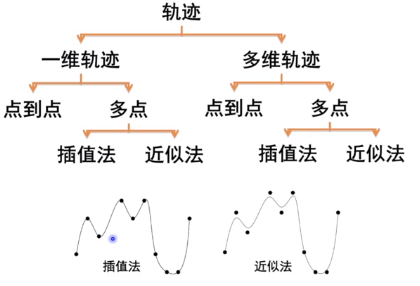 轨迹
一维轨迹 多维轨迹
点到点 多点 点到点 多点
插值法 近似法 插值法 近似法
插值法 近似法